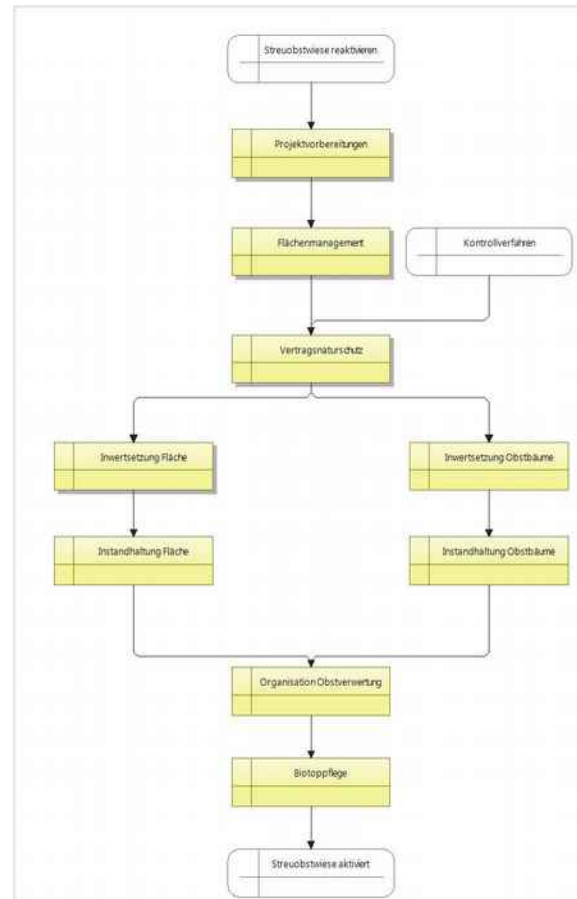 Streuobstwiese reaktivieren
Projektvorbereitungen
Flächenmanagement
Kontrollverfahren
Vertragsnaturschutz
Inwertsetzung Fläche
Inwertsetzung Obstbäume
Instandhaltung Fläche
Instandhaltung Obstbäume
Organisation Obstverwertung
Biotoppflege
Streuobstwiese aktiviert